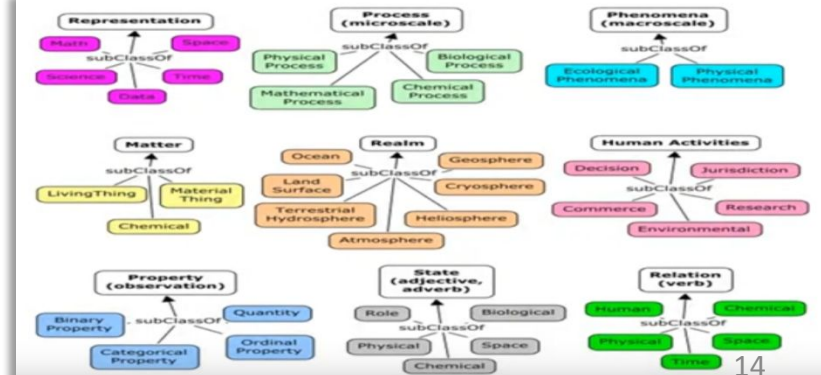 Representation
Math
Space
subClassOf
Science
Time
Data
Process
(microscale)
subClassOf
Physical
Process
Biological
Process
Mathematical
Process
Chemical
Process
Phenomena
(macroscale)
subClassOf
Ecological
Phenomena
Physical
Phenomena
Matter
subClassOf
LivingThing
Material
Thing
Chemical
Realm
Ocean
Geosphere
subClassOf
Land
Surface
Cryosphere
Terrestrial
Hydrosphere
Heliosphere
Atmosphere
Human Activities
Decision
Jurisdiction
subClassOf
Commerce
Research
Environmental
Property
(observation)
Binary
Property
subClassOf
Quantity
Categorical
Property
Ordinal
Property
State
(adjective,
adverb)
Role
Biological
subClassOf
Physical
Space
Chemical
Relation
(verb)
Human
Chemical
subClassOf
Physical
Space
Time
14